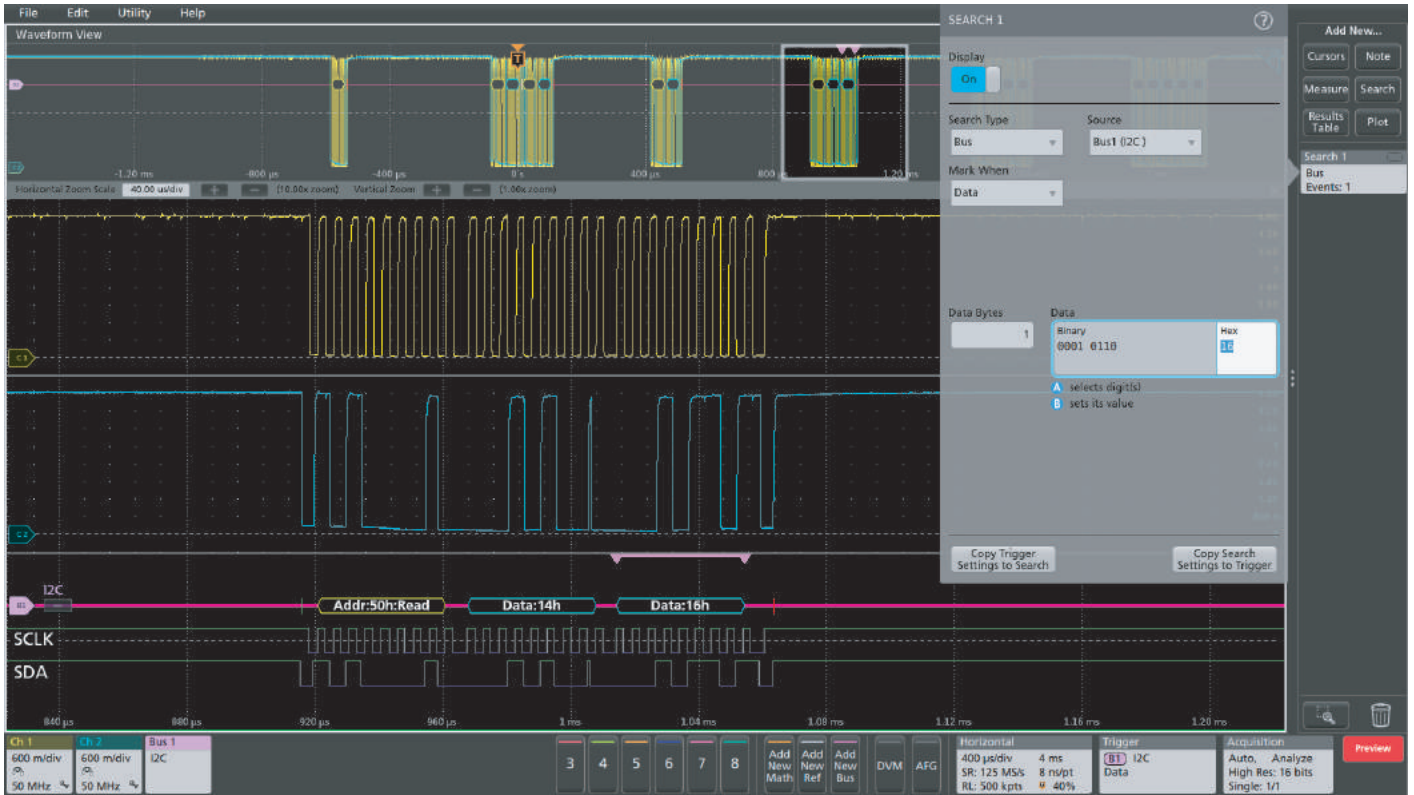 File Edit Utility Help
Waveform View
Add New...
Cursors Note
Measure Search
Results Table Plot
Search 1
Bus
Events: 1
SEARCH 1
?
Display
On
Search Type Source
Bus Bus1 (I2C )
Mark When
Data
Data Bytes Data
1
Binary Hex
0001 0110 16
A selects digit(s)
B sets its value
Copy Trigger Settings to Search
Copy Search Settings to Trigger
T
-1.20 ms -800 µs -400 µs 0 s 400 µs 800 µs 1.20 ms
Horizontal Zoom Scale 40.00 us/div + − (10.00x zoom) Vertical Zoom + − (1.00x zoom)
C1
C2
I2C
B1 Addr:50h:Read Data:14h Data:16h
SCLK
SDA
840 µs 880 µs 920 µs 960 µs 1 ms 1.04 ms 1.08 ms 1.12 ms 1.16 ms 1.20 ms
Ch 1
600 m/div
50 MHz
Ch 2
600 m/div
50 MHz
Bus 1
I2C
3 4 5 6 7 8
Add New Math
Add New Ref
Add New Bus
DVM
AFG
Horizontal
400 µs/div 4 ms
SR: 125 MS/s 8 ns/pt
RL: 500 kpts 40%
Trigger
B1 I2C
Data
Acquisition
Auto, Analyze
High Res: 16 bits
Single: 1/1
Preview